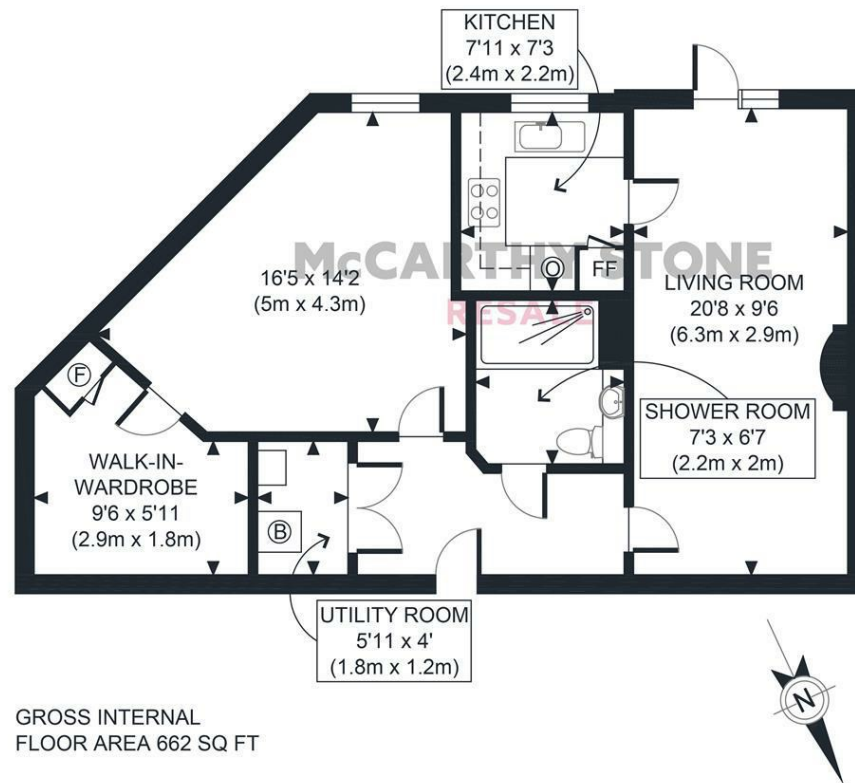 KITCHEN
7'11 x 7'3
(2.4m x 2.2m)
McCARTHY STONE
RESALE
16'5 x 14'2
(5m x 4.3m)
FF
O
LIVING ROOM
20'8 x 9'6
(6.3m x 2.9m)
F
SHOWER ROOM
7'3 x 6'7
(2.2m x 2m)
WALK-IN-
WARDROBE
9'6 x 5'11
(2.9m x 1.8m)
B
UTILITY ROOM
5'11 x 4'
(1.8m x 1.2m)
N
GROSS INTERNAL
FLOOR AREA 662 SQ FT